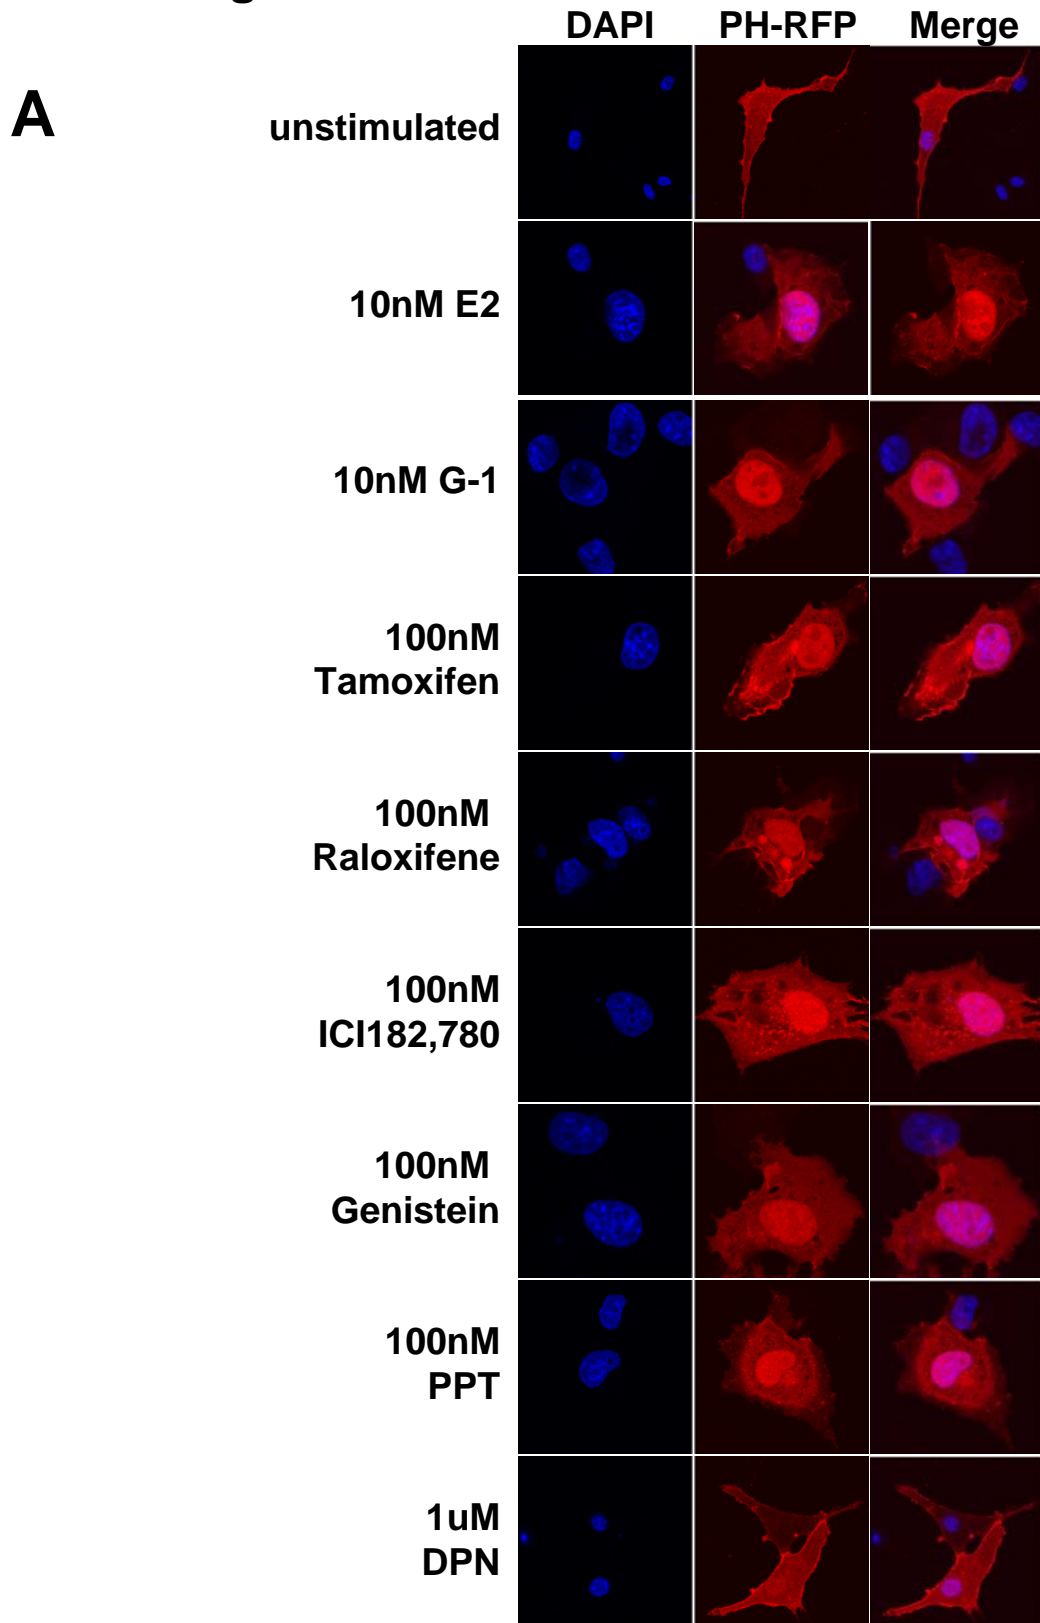 DAPI PH-RFP Merge
A
unstimulated
10nM E2
10nM G-1
100nM
Tamoxifen
100nM
Raloxifene
100nM
ICI182,780
100nM
Genistein
100nM
PPT
1uM
DPN